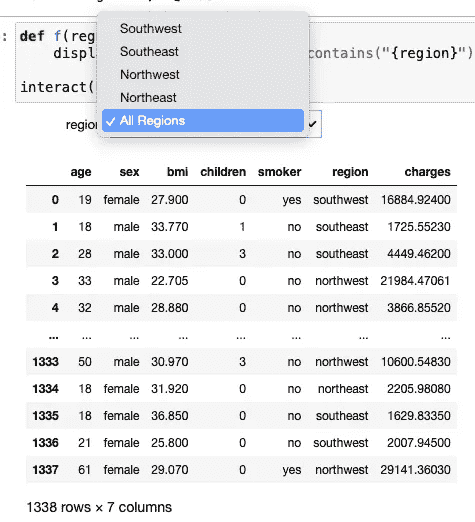 : def f(reg
Southwest
displ contains("{region}")
Southeast
Northwest
interact(
Northeast
region ✓ All Regions
age sex bmi children smoker region charges
0 19 female 27.900 0 yes southwest 16884.92400
1 18 male 33.770 1 no southeast 1725.55230
2 28 male 33.000 3 no southeast 4449.46200
3 33 male 22.705 0 no northwest 21984.47061
4 32 male 28.880 0 no northwest 3866.85520
... ... ... ... ... ... ... ...
1333 50 male 30.970 3 no northwest 10600.54830
1334 18 female 31.920 0 no northeast 2205.98080
1335 18 female 36.850 0 no southeast 1629.83350
1336 21 female 25.800 0 no southwest 2007.94500
1337 61 female 29.070 0 yes northwest 29141.36030
1338 rows × 7 columns